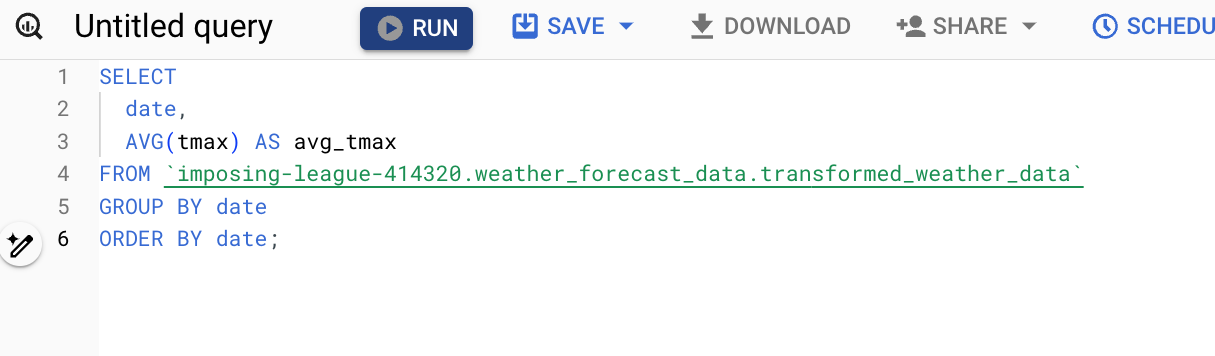 Untitled query RUN SAVE DOWNLOAD SHARE SCHEDU
1 SELECT
2 date,
3 AVG(tmax) AS avg_tmax
4 FROM `imposing-league-414320.weather_forecast_data.transformed_weather_data`
5 GROUP BY date
6 ORDER BY date;